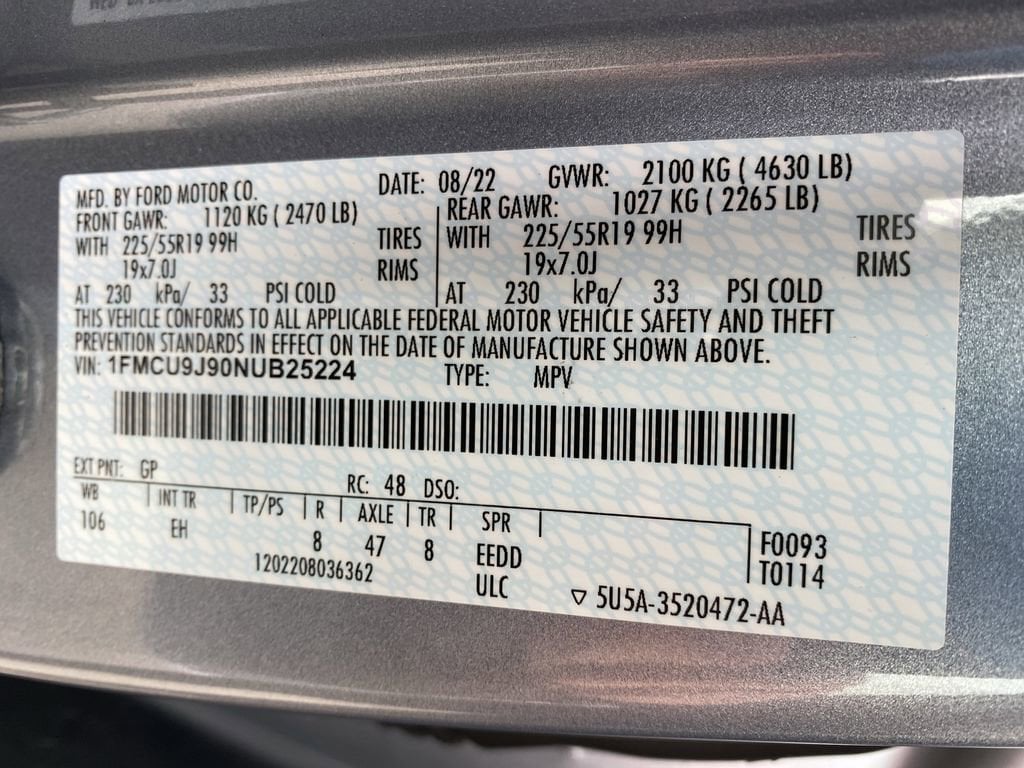 MFD. BY FORD MOTOR CO.
DATE: 08/22 GVWR: 2100 KG ( 4630 LB)
FRONT GAWR: 1120 KG ( 2470 LB)
WITH 225/55R19 99H TIRES
19x7.0J RIMS
AT 230 kPa/ 33 PSI COLD
REAR GAWR: 1027 KG ( 2265 LB)
WITH 225/55R19 99H TIRES
19x7.0J RIMS
AT 230 kPa/ 33 PSI COLD
THIS VEHICLE CONFORMS TO ALL APPLICABLE FEDERAL MOTOR VEHICLE SAFETY AND THEFT
PREVENTION STANDARDS IN EFFECT ON THE DATE OF MANUFACTURE SHOWN ABOVE.
VIN: 1FMCU9J90NUB25224 TYPE: MPV
EXT PNT: GP RC: 48 DSO:
WB INT TR TP/PS R AXLE TR SPR
106 EH 8 47 8 EEDD
F0093
T0114
1202208036362 ULC
▽ 5U5A-3520472-AA